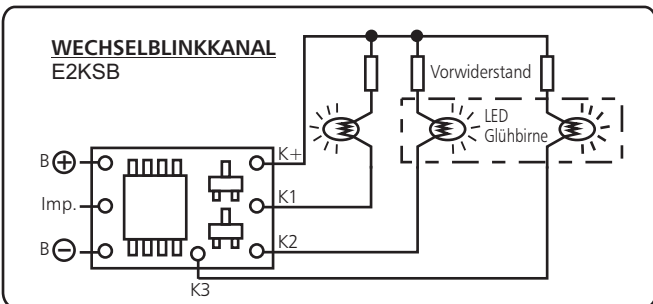 WECHSELBLINKKANAL
E2KSB
Vorwiderstand
LED
Glühbirne
B+
K+
Imp.
K1
B-
K2
K3